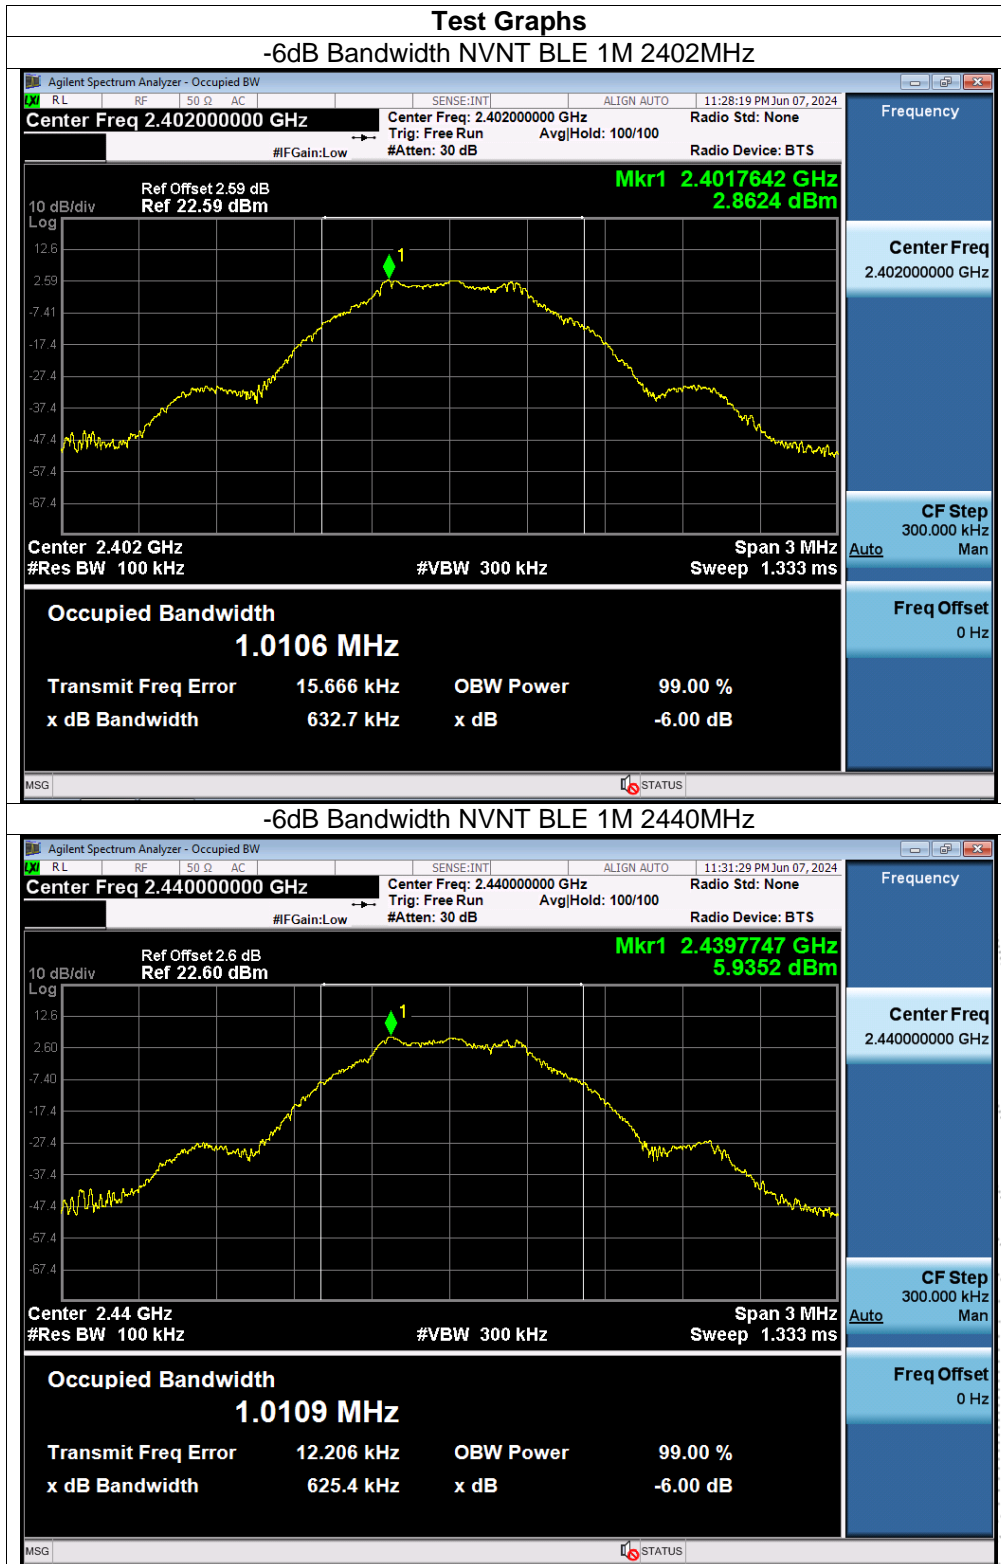 Test Graphs
-6dB Bandwidth NVNT BLE 1M 2402MHz
Agilent Spectrum Analyzer - Occupied BW
LXI RL RF 50 Ω AC SENSE:INT ALIGN AUTO 11:28:19 PM Jun 07, 2024
Center Freq 2.402000000 GHz
Center Freq: 2.402000000 GHz
Radio Std: None
Trig: Free Run Avg|Hold: 100/100
#IFGain:Low #Atten: 30 dB Radio Device: BTS
Frequency
Mkr1 2.4017642 GHz
2.8624 dBm
Ref Offset 2.59 dB
10 dB/div Ref 22.59 dBm
Log
1
12.6
2.59
-7.41
-17.4
-27.4
-37.4
-47.4
-57.4
-67.4
Center 2.402 GHz Span 3 MHz
#Res BW 100 kHz #VBW 300 kHz Sweep 1.333 ms
Center Freq
2.402000000 GHz
CF Step
300.000 kHz
Auto Man
Freq Offset
0 Hz
Occupied Bandwidth
1.0106 MHz
Transmit Freq Error 15.666 kHz OBW Power 99.00 %
x dB Bandwidth 632.7 kHz x dB -6.00 dB
MSG STATUS
-6dB Bandwidth NVNT BLE 1M 2440MHz
Agilent Spectrum Analyzer - Occupied BW
LXI RL RF 50 Ω AC SENSE:INT ALIGN AUTO 11:31:29 PM Jun 07, 2024
Center Freq 2.440000000 GHz
Center Freq: 2.440000000 GHz
Radio Std: None
Trig: Free Run Avg|Hold: 100/100
#IFGain:Low #Atten: 30 dB Radio Device: BTS
Frequency
Mkr1 2.4397747 GHz
5.9352 dBm
Ref Offset 2.6 dB
10 dB/div Ref 22.60 dBm
Log
1
12.6
2.60
-7.40
-17.4
-27.4
-37.4
-47.4
-57.4
-67.4
Center 2.44 GHz Span 3 MHz
#Res BW 100 kHz #VBW 300 kHz Sweep 1.333 ms
Center Freq
2.440000000 GHz
CF Step
300.000 kHz
Auto Man
Freq Offset
0 Hz
Occupied Bandwidth
1.0109 MHz
Transmit Freq Error 12.206 kHz OBW Power 99.00 %
x dB Bandwidth 625.4 kHz x dB -6.00 dB
MSG STATUS